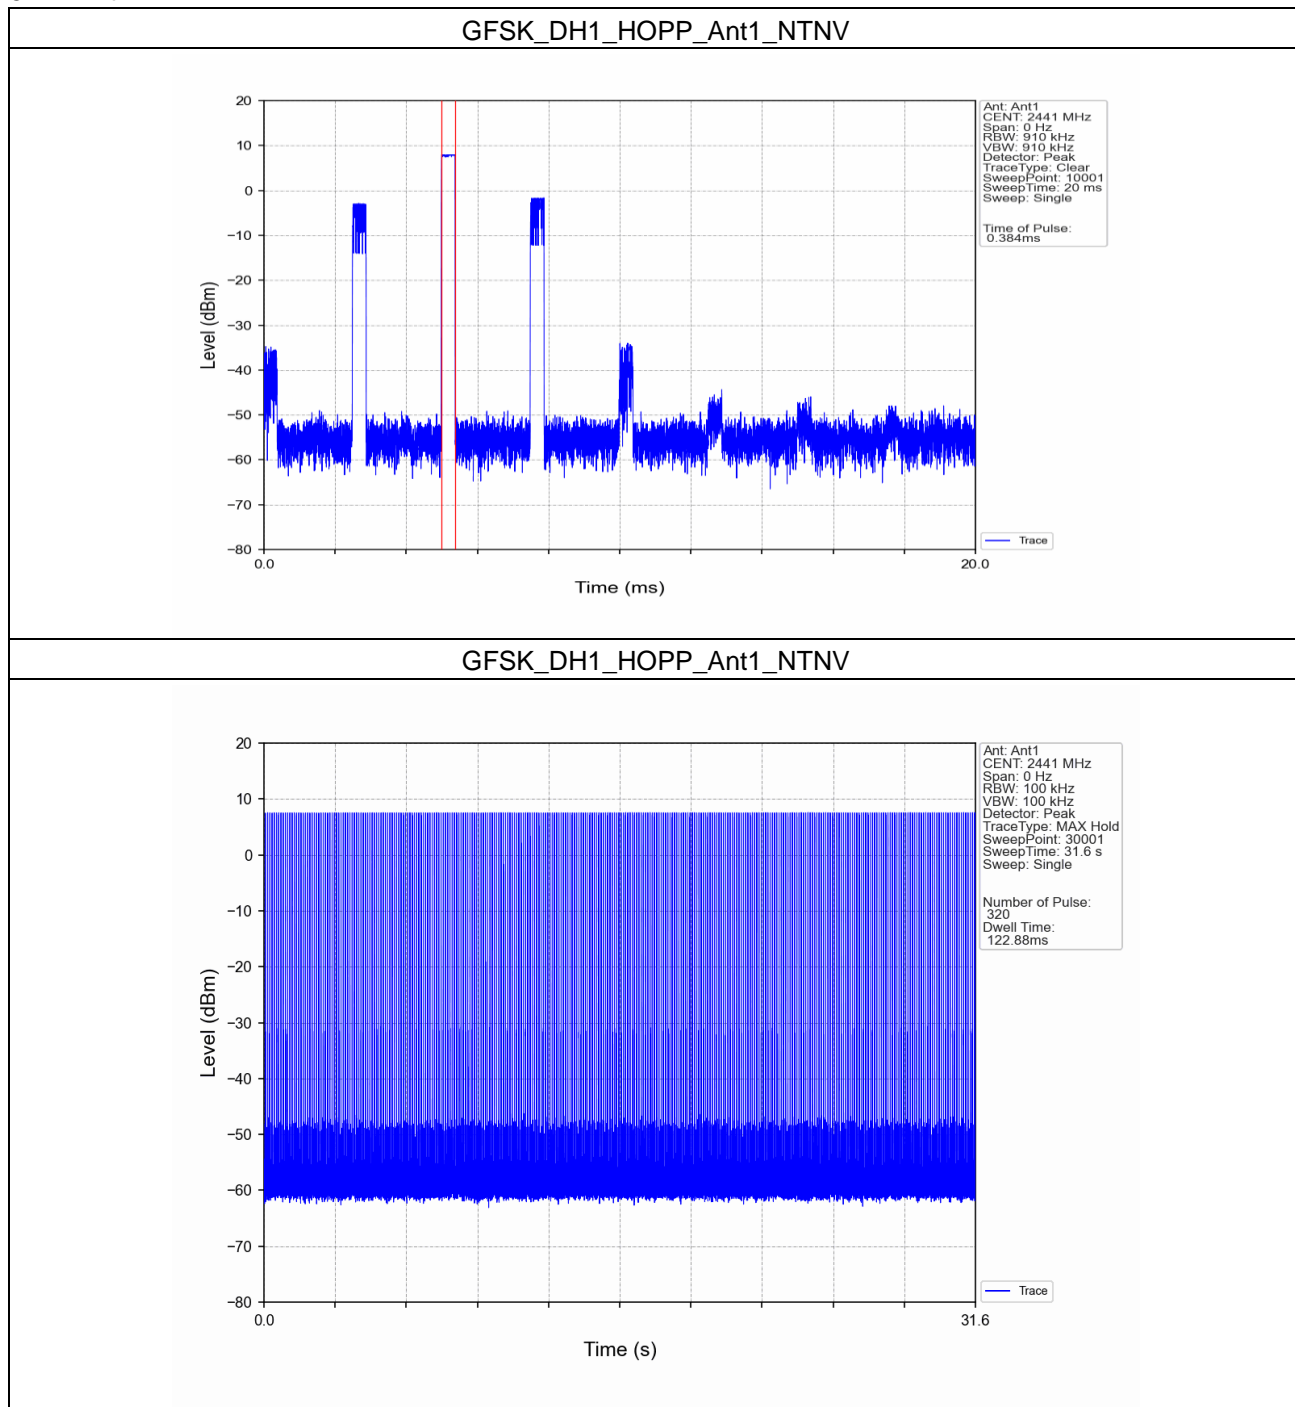 GFSK_DH1_HOPP_Ant1_NTNV
20
10
0
−10
−20
−30
−40
−50
−60
−70
−80
Level (dBm)
0.0
20.0
Time (ms)
Ant: Ant1
CENT: 2441 MHz
Span: 0 Hz
RBW: 910 kHz
VBW: 910 kHz
Detector: Peak
TraceType: Clear
SweepPoint: 10001
SweepTime: 20 ms
Sweep: Single
Time of Pulse:
0.384ms
Trace
GFSK_DH1_HOPP_Ant1_NTNV
20
10
0
−10
−20
−30
−40
−50
−60
−70
−80
Level (dBm)
0.0
31.6
Time (s)
Ant: Ant1
CENT: 2441 MHz
Span: 0 Hz
RBW: 100 kHz
VBW: 100 kHz
Detector: Peak
TraceType: MAX Hold
SweepPoint: 30001
SweepTime: 31.6 s
Sweep: Single
Number of Pulse:
320
Dwell Time:
122.88ms
Trace